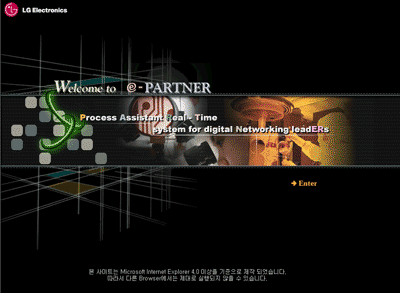 LG Electronics
Welcome to e-PARTNER
Process Assistant Real-Time
system for digital Networking leadERs
Enter
본 사이트는 Microsoft Internet Explorer 4.0 이상을 기준으로 제작 되었습니다.
따라서 다른 Browser에서는 제대로 실행되지 않을 수 있습니다.